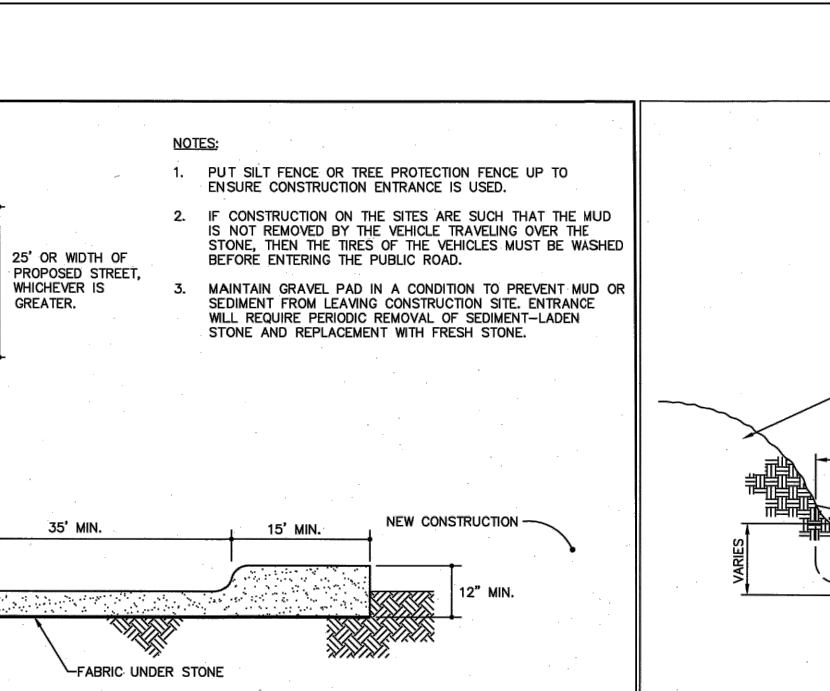 NOTES:
1. PUT SILT FENCE OR TREE PROTECTION FENCE UP TO
ENSURE CONSTRUCTION ENTRANCE IS USED.
2. IF CONSTRUCTION ON THE SITES ARE SUCH THAT THE MUD
IS NOT REMOVED BY THE VEHICLE TRAVELING OVER THE
STONE, THEN THE TIRES OF THE VEHICLES MUST BE WASHED
BEFORE ENTERING THE PUBLIC ROAD.
3. MAINTAIN GRAVEL PAD IN A CONDITION TO PREVENT MUD OR
SEDIMENT FROM LEAVING CONSTRUCTION SITE. ENTRANCE
WILL REQUIRE PERIODIC REMOVAL OF SEDIMENT-LADEN
STONE AND REPLACEMENT WITH FRESH STONE.
25' OR WIDTH OF
PROPOSED STREET,
WHICHEVER IS
GREATER.
35' MIN.
15' MIN.
NEW CONSTRUCTION
12" MIN.
FABRIC UNDER STONE
VARIES